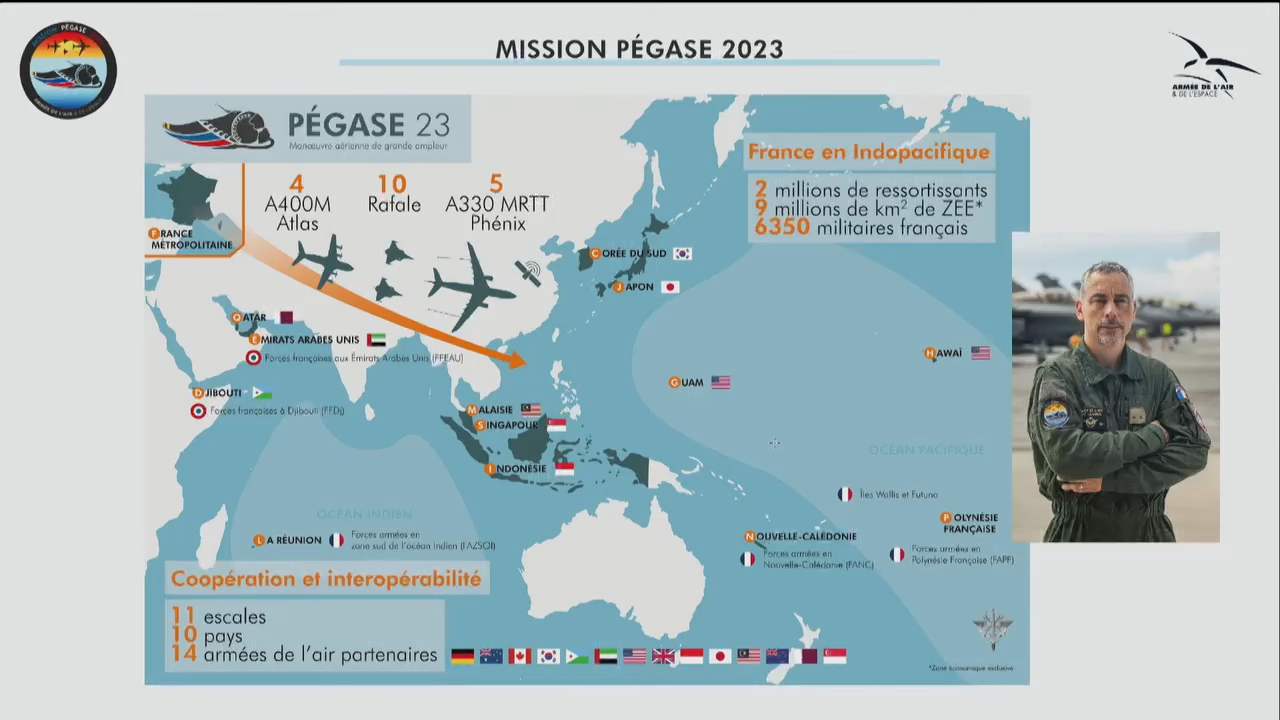 MISSION PÉGASE 2023
MISSION PÉGASE
ARMÉE DE L'AIR
& DE L'ESPACE
PÉGASE 23
Manœuvre aérienne de grande ampleur
FRANCE
MÉTROPOLITAINE
4
A400M
Atlas
10
Rafale
5
A330 MRTT
Phénix
France en Indopacifique
2 millions de ressortissants
9 millions de km² de ZEE*
6350 militaires français
CORÉE DU SUD
JAPON
QATAR
ÉMIRATS ARABES UNIS
Forces françaises aux Émirats Arabes Unis (FFEAU)
DJIBOUTI
Forces françaises à Djibouti (FFDj)
HAWAÏ
GUAM
MALAISIE
SINGAPOUR
INDONÉSIE
OCÉAN PACIFIQUE
Îles Wallis et Futuna
POLYNÉSIE
FRANÇAISE
Forces armées en
Polynésie Française (FAPF)
NOUVELLE-CALÉDONIE
Forces armées en
Nouvelle-Calédonie (FANC)
OCÉAN INDIEN
LA RÉUNION
Forces armées en
zone sud de l'océan Indien (FAZSOI)
Coopération et interopérabilité
11 escales
10 pays
14 armées de l'air partenaires
*Zone économique exclusive